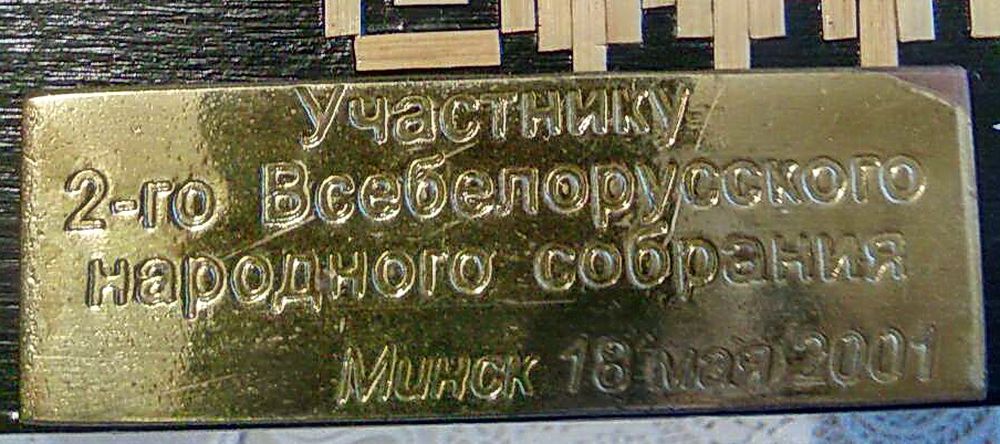 Участнику
2-го Всебелорусского
народного собрания
Минск 18 мая 2001